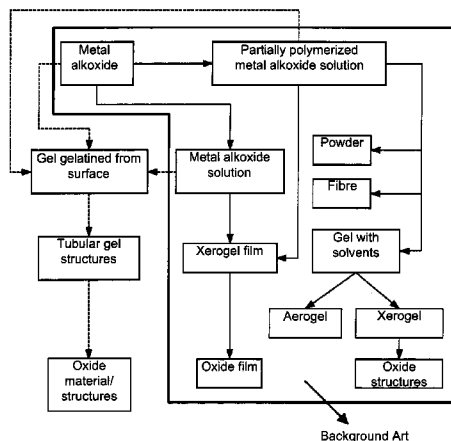 Metal
alkoxide
Partially polymerized
metal alkoxide solution
Powder
Gel gelatined from
surface
Metal alkoxide
solution
Fibre
Tubular gel
structures
Xerogel film
Gel with
solvents
Aerogel
Xerogel
Oxide
material/
structures
Oxide film
Oxide
structures
Background Art